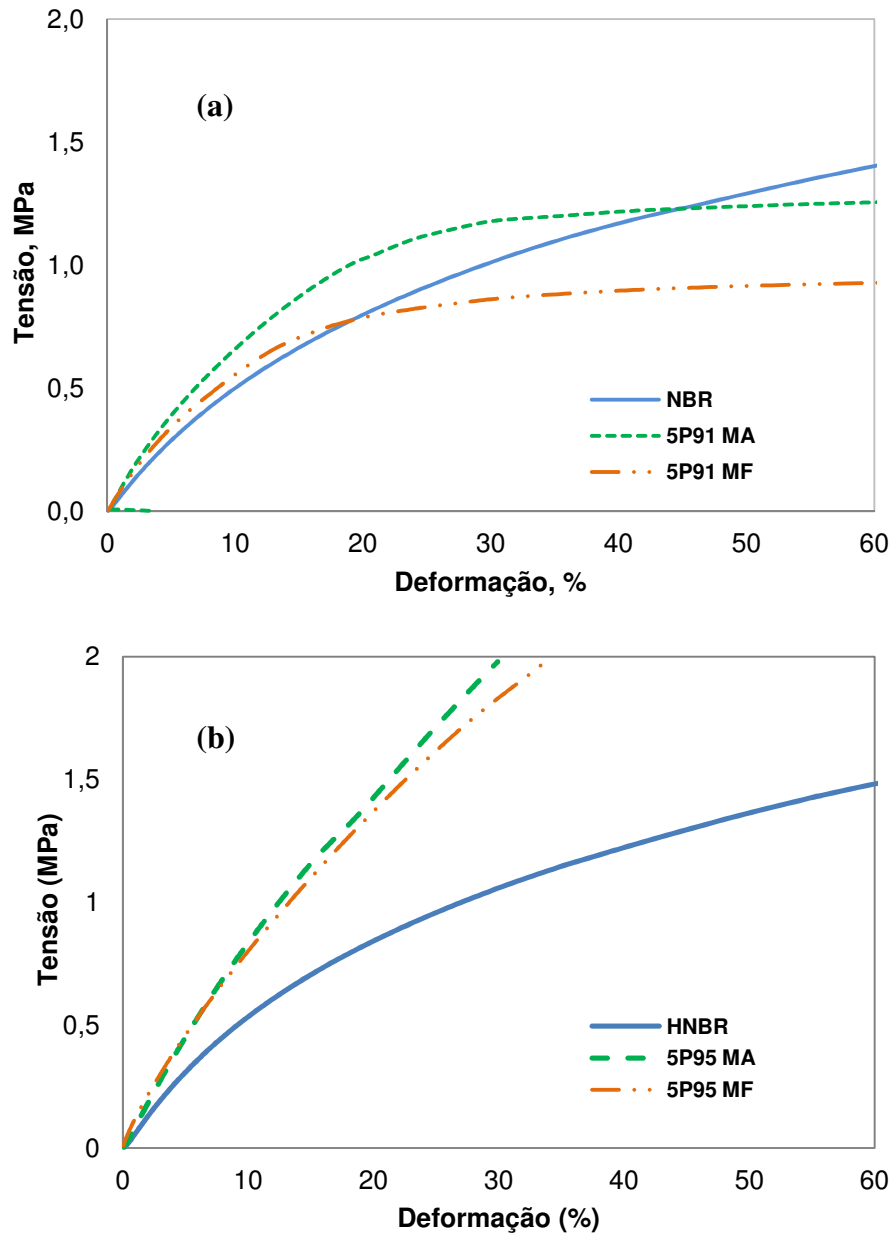 2,0
(a)
1,5
Tensão, MPa
1,0
0,5
NBR
5P91 MA
5P91 MF
0,0
0 10 20 30 40 50 60
Deformação, %
2
(b)
1,5
Tensão (MPa)
1
0,5
HNBR
5P95 MA
5P95 MF
0
0 10 20 30 40 50 60
Deformação (%)